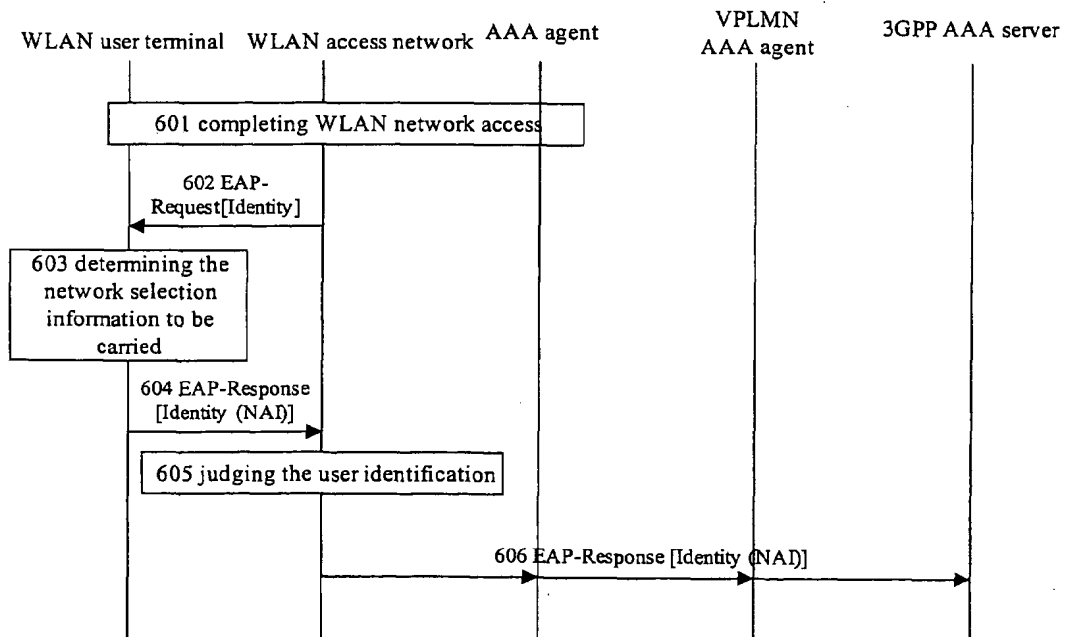 WLAN user terminal
WLAN access network
AAA agent
VPLMN
AAA agent
3GPP AAA server
601 completing WLAN network access
602 EAP-
Request[Identity]
603 determining the
network selection
information to be
carried
604 EAP-Response
[Identity (NAI)]
605 judging the user identification
606 EAP-Response [Identity (NAI)]